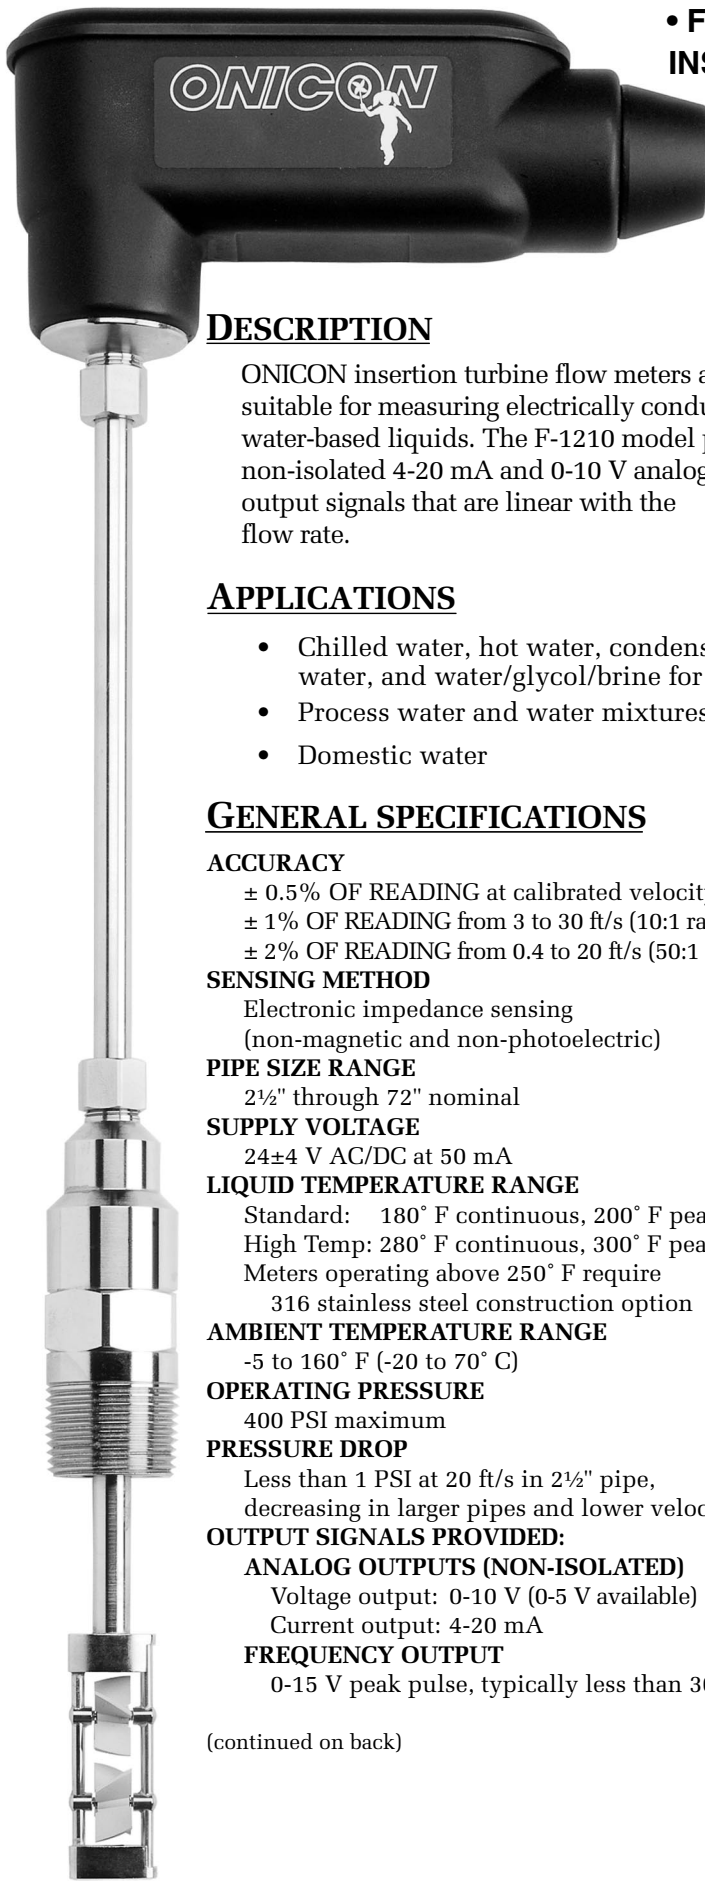 • F
INS
ONICON
DESCRIPTION
ONICON insertion turbine flow meters a
suitable for measuring electrically condu
water-based liquids. The F-1210 model p
non-isolated 4-20 mA and 0-10 V analog
output signals that are linear with the
flow rate.
APPLICATIONS
• Chilled water, hot water, condens
water, and water/glycol/brine for
• Process water and water mixtures
• Domestic water
GENERAL SPECIFICATIONS
ACCURACY
± 0.5% OF READING at calibrated velocity
± 1% OF READING from 3 to 30 ft/s (10:1 ra
± 2% OF READING from 0.4 to 20 ft/s (50:1
SENSING METHOD
Electronic impedance sensing
(non-magnetic and non-photoelectric)
PIPE SIZE RANGE
2½" through 72" nominal
SUPPLY VOLTAGE
24±4 V AC/DC at 50 mA
LIQUID TEMPERATURE RANGE
Standard: 180˚ F continuous, 200˚ F pea
High Temp: 280˚ F continuous, 300˚ F pea
Meters operating above 250˚ F require
316 stainless steel construction option
AMBIENT TEMPERATURE RANGE
-5 to 160˚ F (-20 to 70˚ C)
OPERATING PRESSURE
400 PSI maximum
PRESSURE DROP
Less than 1 PSI at 20 ft/s in 2½" pipe,
decreasing in larger pipes and lower veloc
OUTPUT SIGNALS PROVIDED:
ANALOG OUTPUTS (NON-ISOLATED)
Voltage output: 0-10 V (0-5 V available)
Current output: 4-20 mA
FREQUENCY OUTPUT
0-15 V peak pulse, typically less than 30
(continued on back)